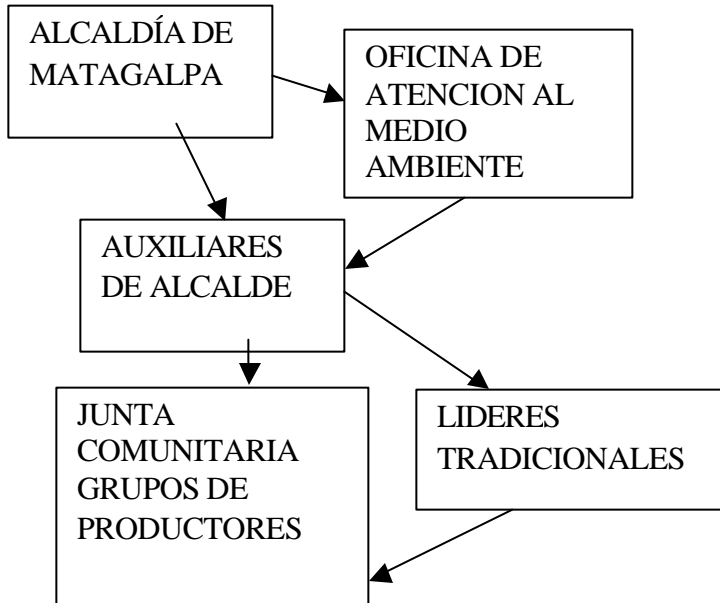 ALCALDÍA DE
MATAGALPA
OFICINA DE
ATENCION AL
MEDIO
AMBIENTE
AUXILIARES
DE ALCALDE
JUNTA
COMUNITARIA
GRUPOS DE
PRODUCTORES
LIDERES
TRADICIONALES